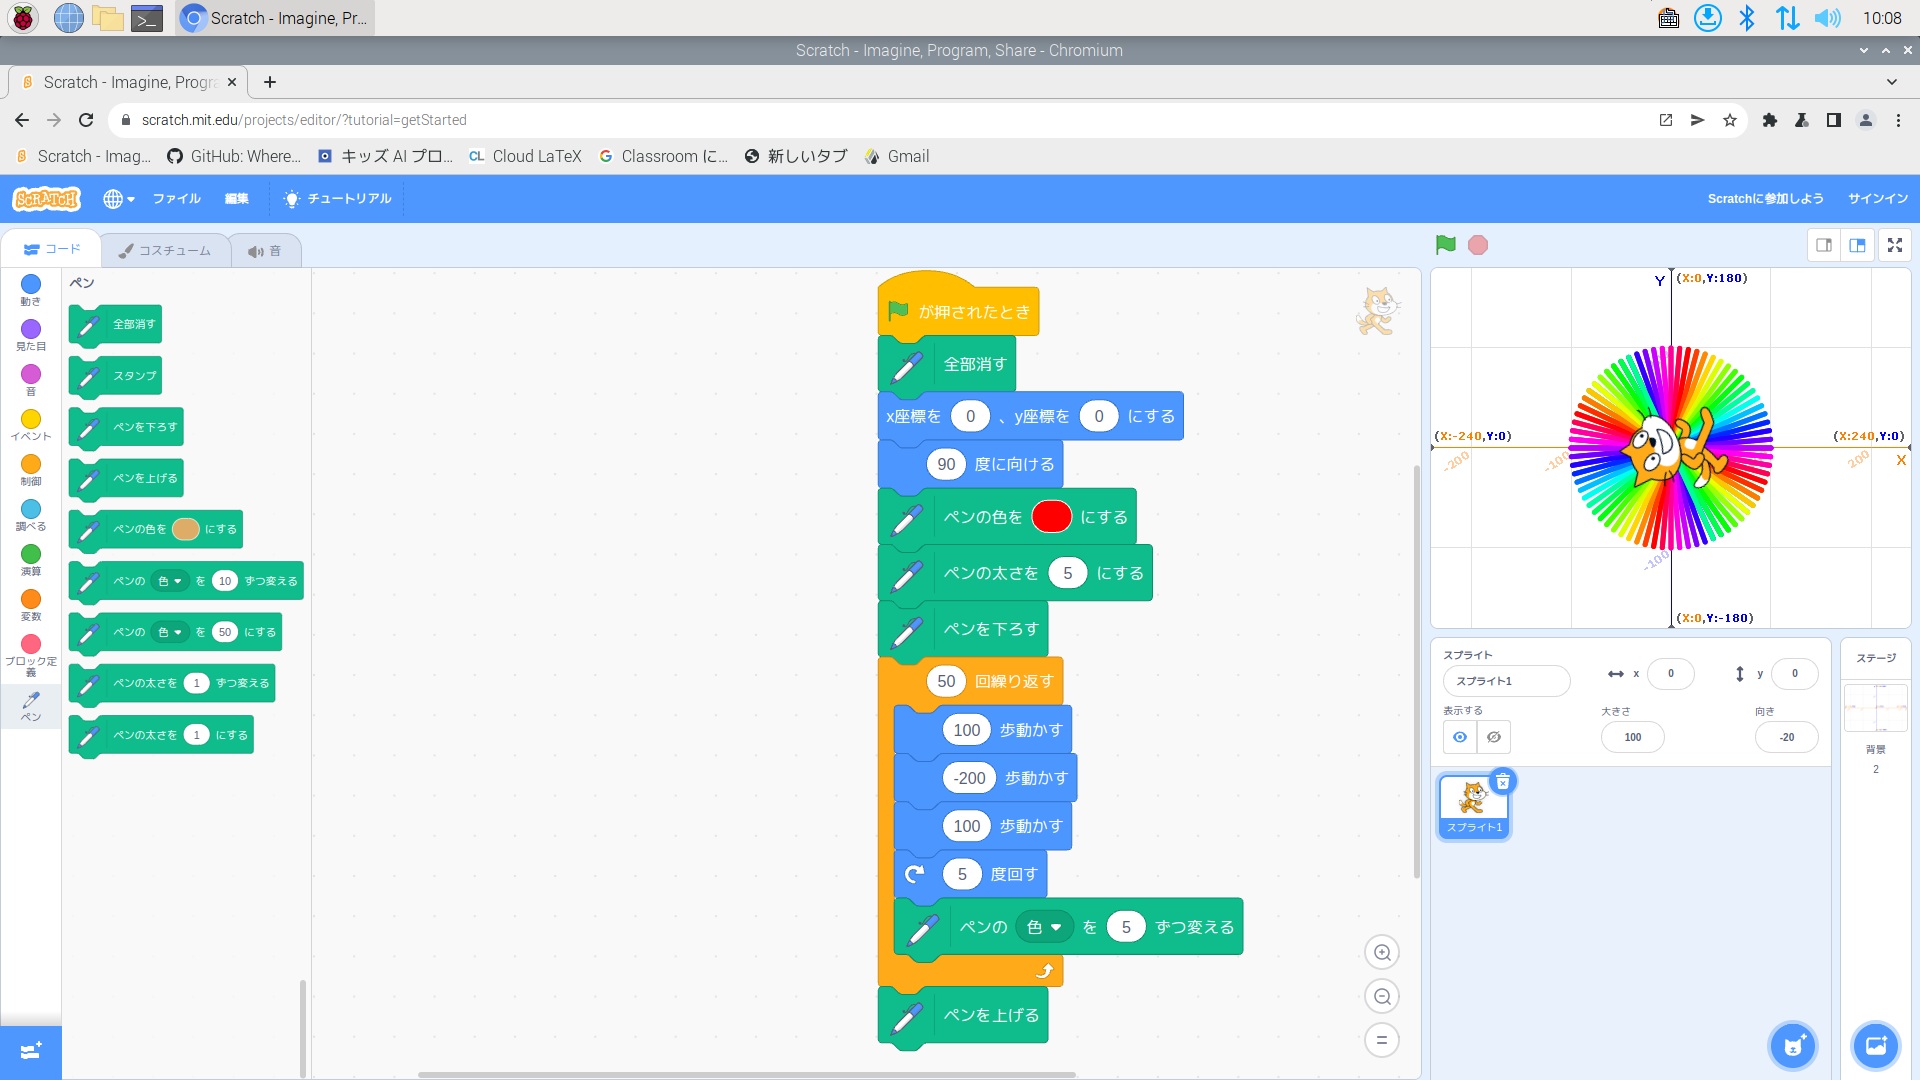 Scratch - Imagine, Pr...
10:08
Scratch - Imagine, Program, Share - Chromium
Scratch - Imagine, Progra
scratch.mit.edu/projects/editor/?tutorial=getStarted
Scratch - Imag...
GitHub: Where...
キッズ AI プロ...
CL Cloud LaTeX
Classroom に...
新しいタブ
Gmail
SCRATCH
ファイル
編集
チュートリアル
Scratchに参加しよう
サインイン
コード
コスチューム
音
動き
見た目
音
イベント
制御
調べる
演算
変数
ブロック定
義
ペン
ペン
全部消す
スタンプ
ペンを下ろす
ペンを上げる
ペンの色を にする
ペンの 色 を 10 ずつ変える
ペンの 色 を 50 にする
ペンの太さを 1 ずつ変える
ペンの太さを 1 にする
が押されたとき
全部消す
x座標を 0 、y座標を 0 にする
90 度に向ける
ペンの色を にする
ペンの太さを 5 にする
ペンを下ろす
50 回繰り返す
100 歩動かす
-200 歩動かす
100 歩動かす
5 度回す
ペンの 色 を 5 ずつ変える
ペンを上げる
Y (X:0,Y:180)
(X:-240,Y:0)
(X:240,Y:0)
-200
-100
200
X
-100
(X:0,Y:-180)
スプライト
スプライト1
x 0
y 0
表示する
大きさ
100
向き
-20
スプライト1
ステージ
背景
2